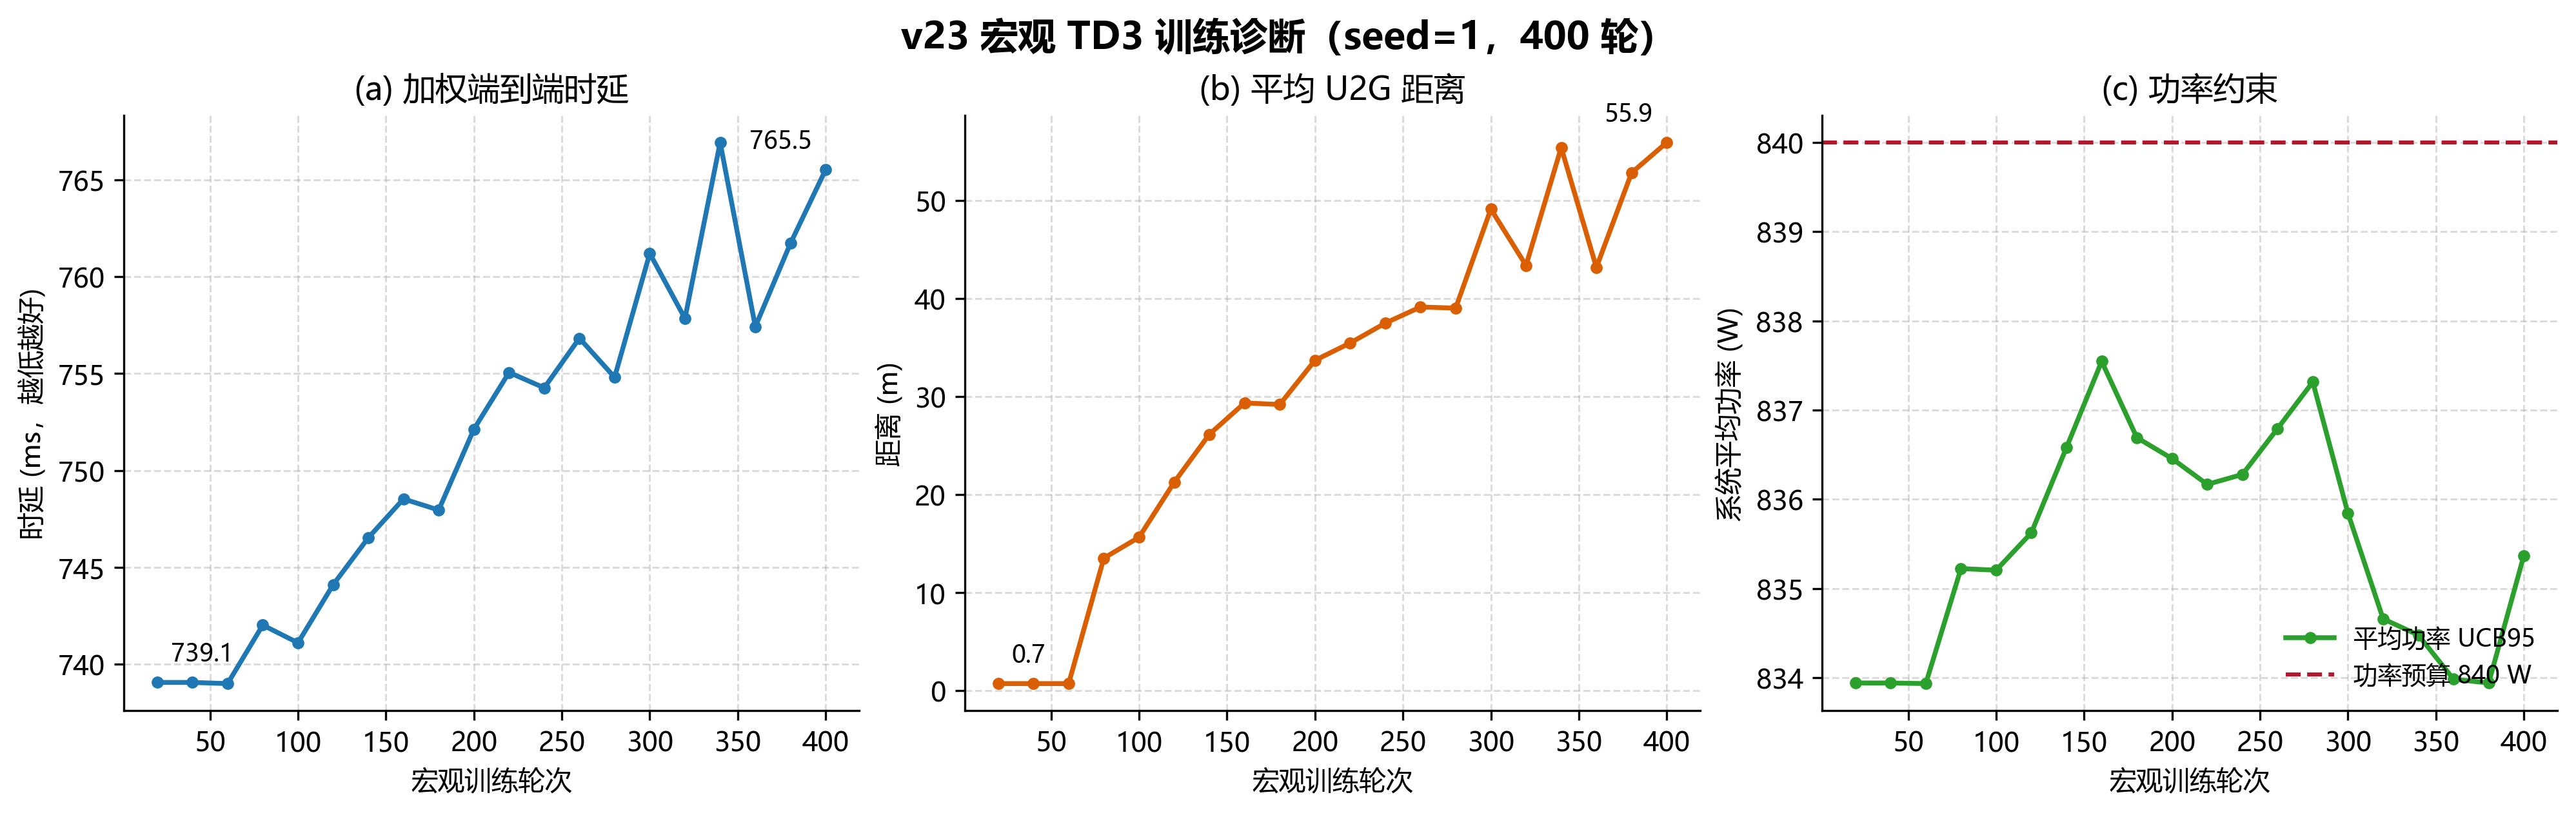 v23 宏观 TD3 训练诊断（seed=1，400 轮）
(a) 加权端到端时延
时延 (ms，越低越好)
765
760
755
750
745
740
739.1
765.5
50 100 150 200 250 300 350 400
宏观训练轮次
(b) 平均 U2G 距离
距离 (m)
50
40
30
20
10
0
0.7
55.9
50 100 150 200 250 300 350 400
宏观训练轮次
(c) 功率约束
系统平均功率 (W)
840
839
838
837
836
835
834
平均功率 UCB95
功率预算 840 W
50 100 150 200 250 300 350 400
宏观训练轮次